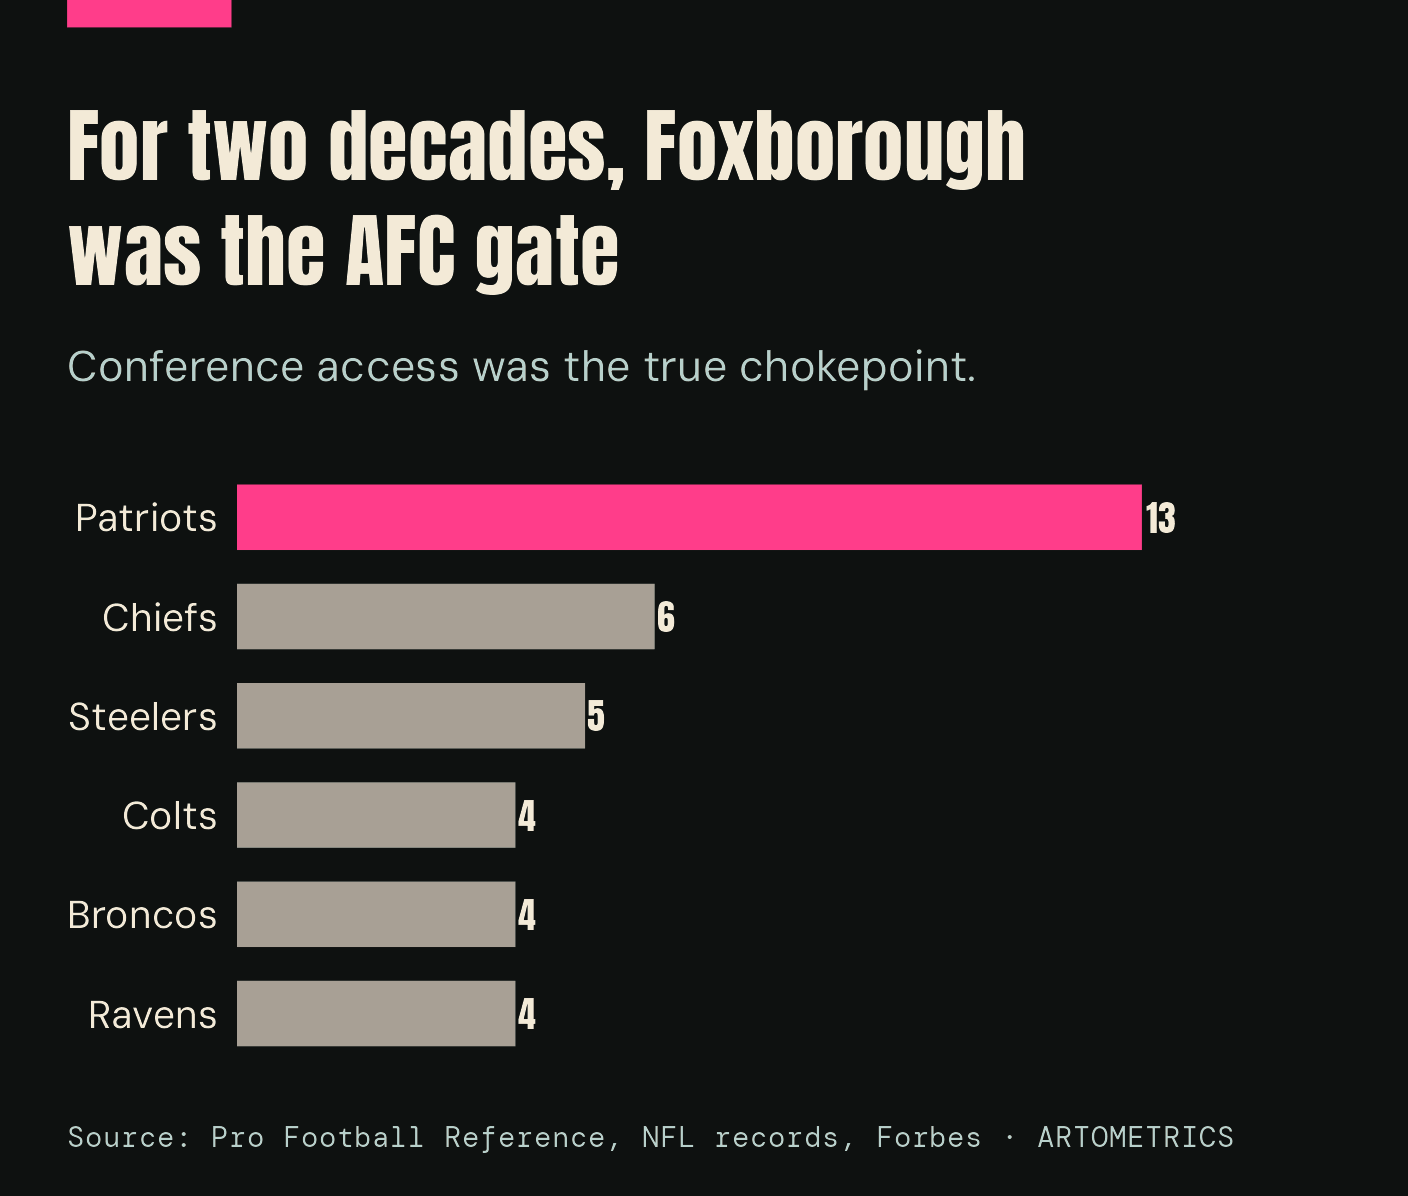 For two decades, Foxborough
was the AFC gate
Conference access was the true chokepoint.
Patriots 13
Chiefs 6
Steelers 5
Colts 4
Broncos 4
Ravens 4
Source: Pro Football Reference, NFL records, Forbes · ARTOMETRICS